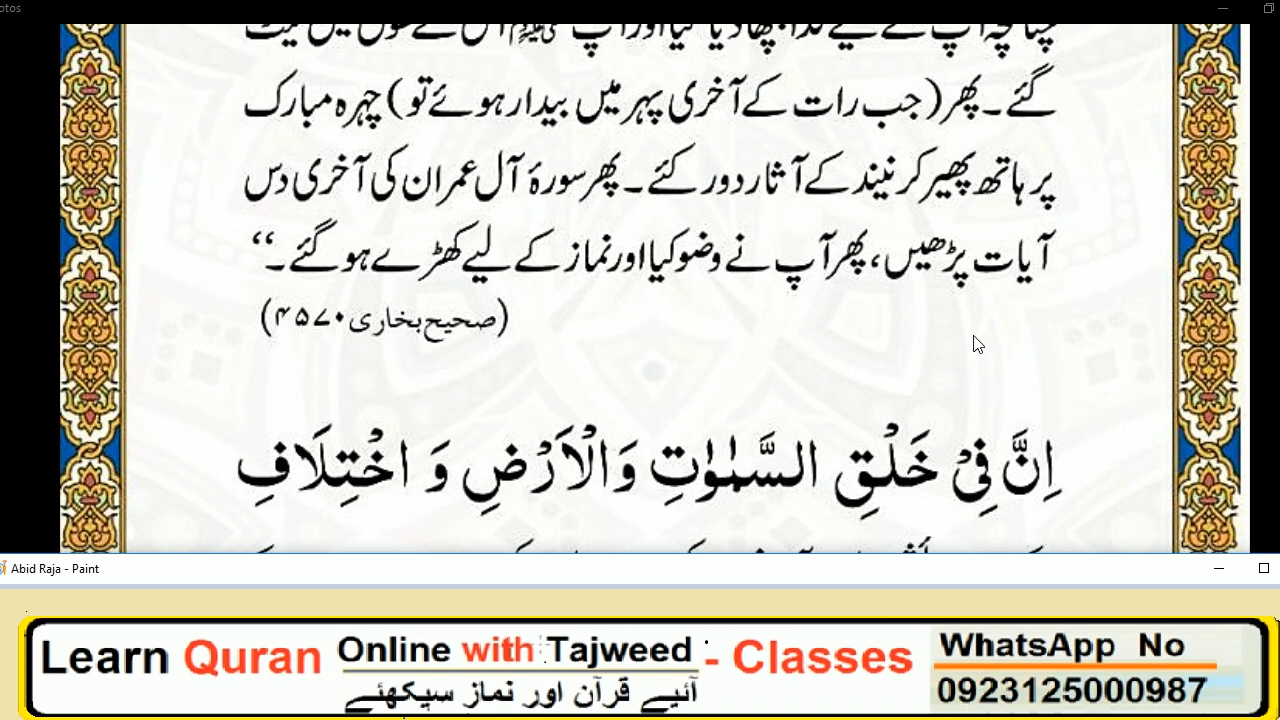 otos
گئے۔ پھر (جب رات کے آخری پہر میں بیدار ہوئے تو) چہرہ مبارک
پر ہاتھ پھیر کر نیند کے آثار دور کئے۔ پھر سورۂ آل عمران کی آخری دس
آیات پڑھیں، پھر آپ نے وضو کیا اور نماز کے لیے کھڑے ہو گئے۔‘‘
(صحیح بخاری ۴۵۷۰)
اِنَّ فِیْ خَلْقِ السَّمٰوٰتِ وَالْاَرْضِ وَ اخْتِلَافِ
Abid Raja - Paint
Learn Quran Online with Tajweed - Classes
آئیے قرآن اور نماز سیکھئے
WhatsApp No
0923125000987